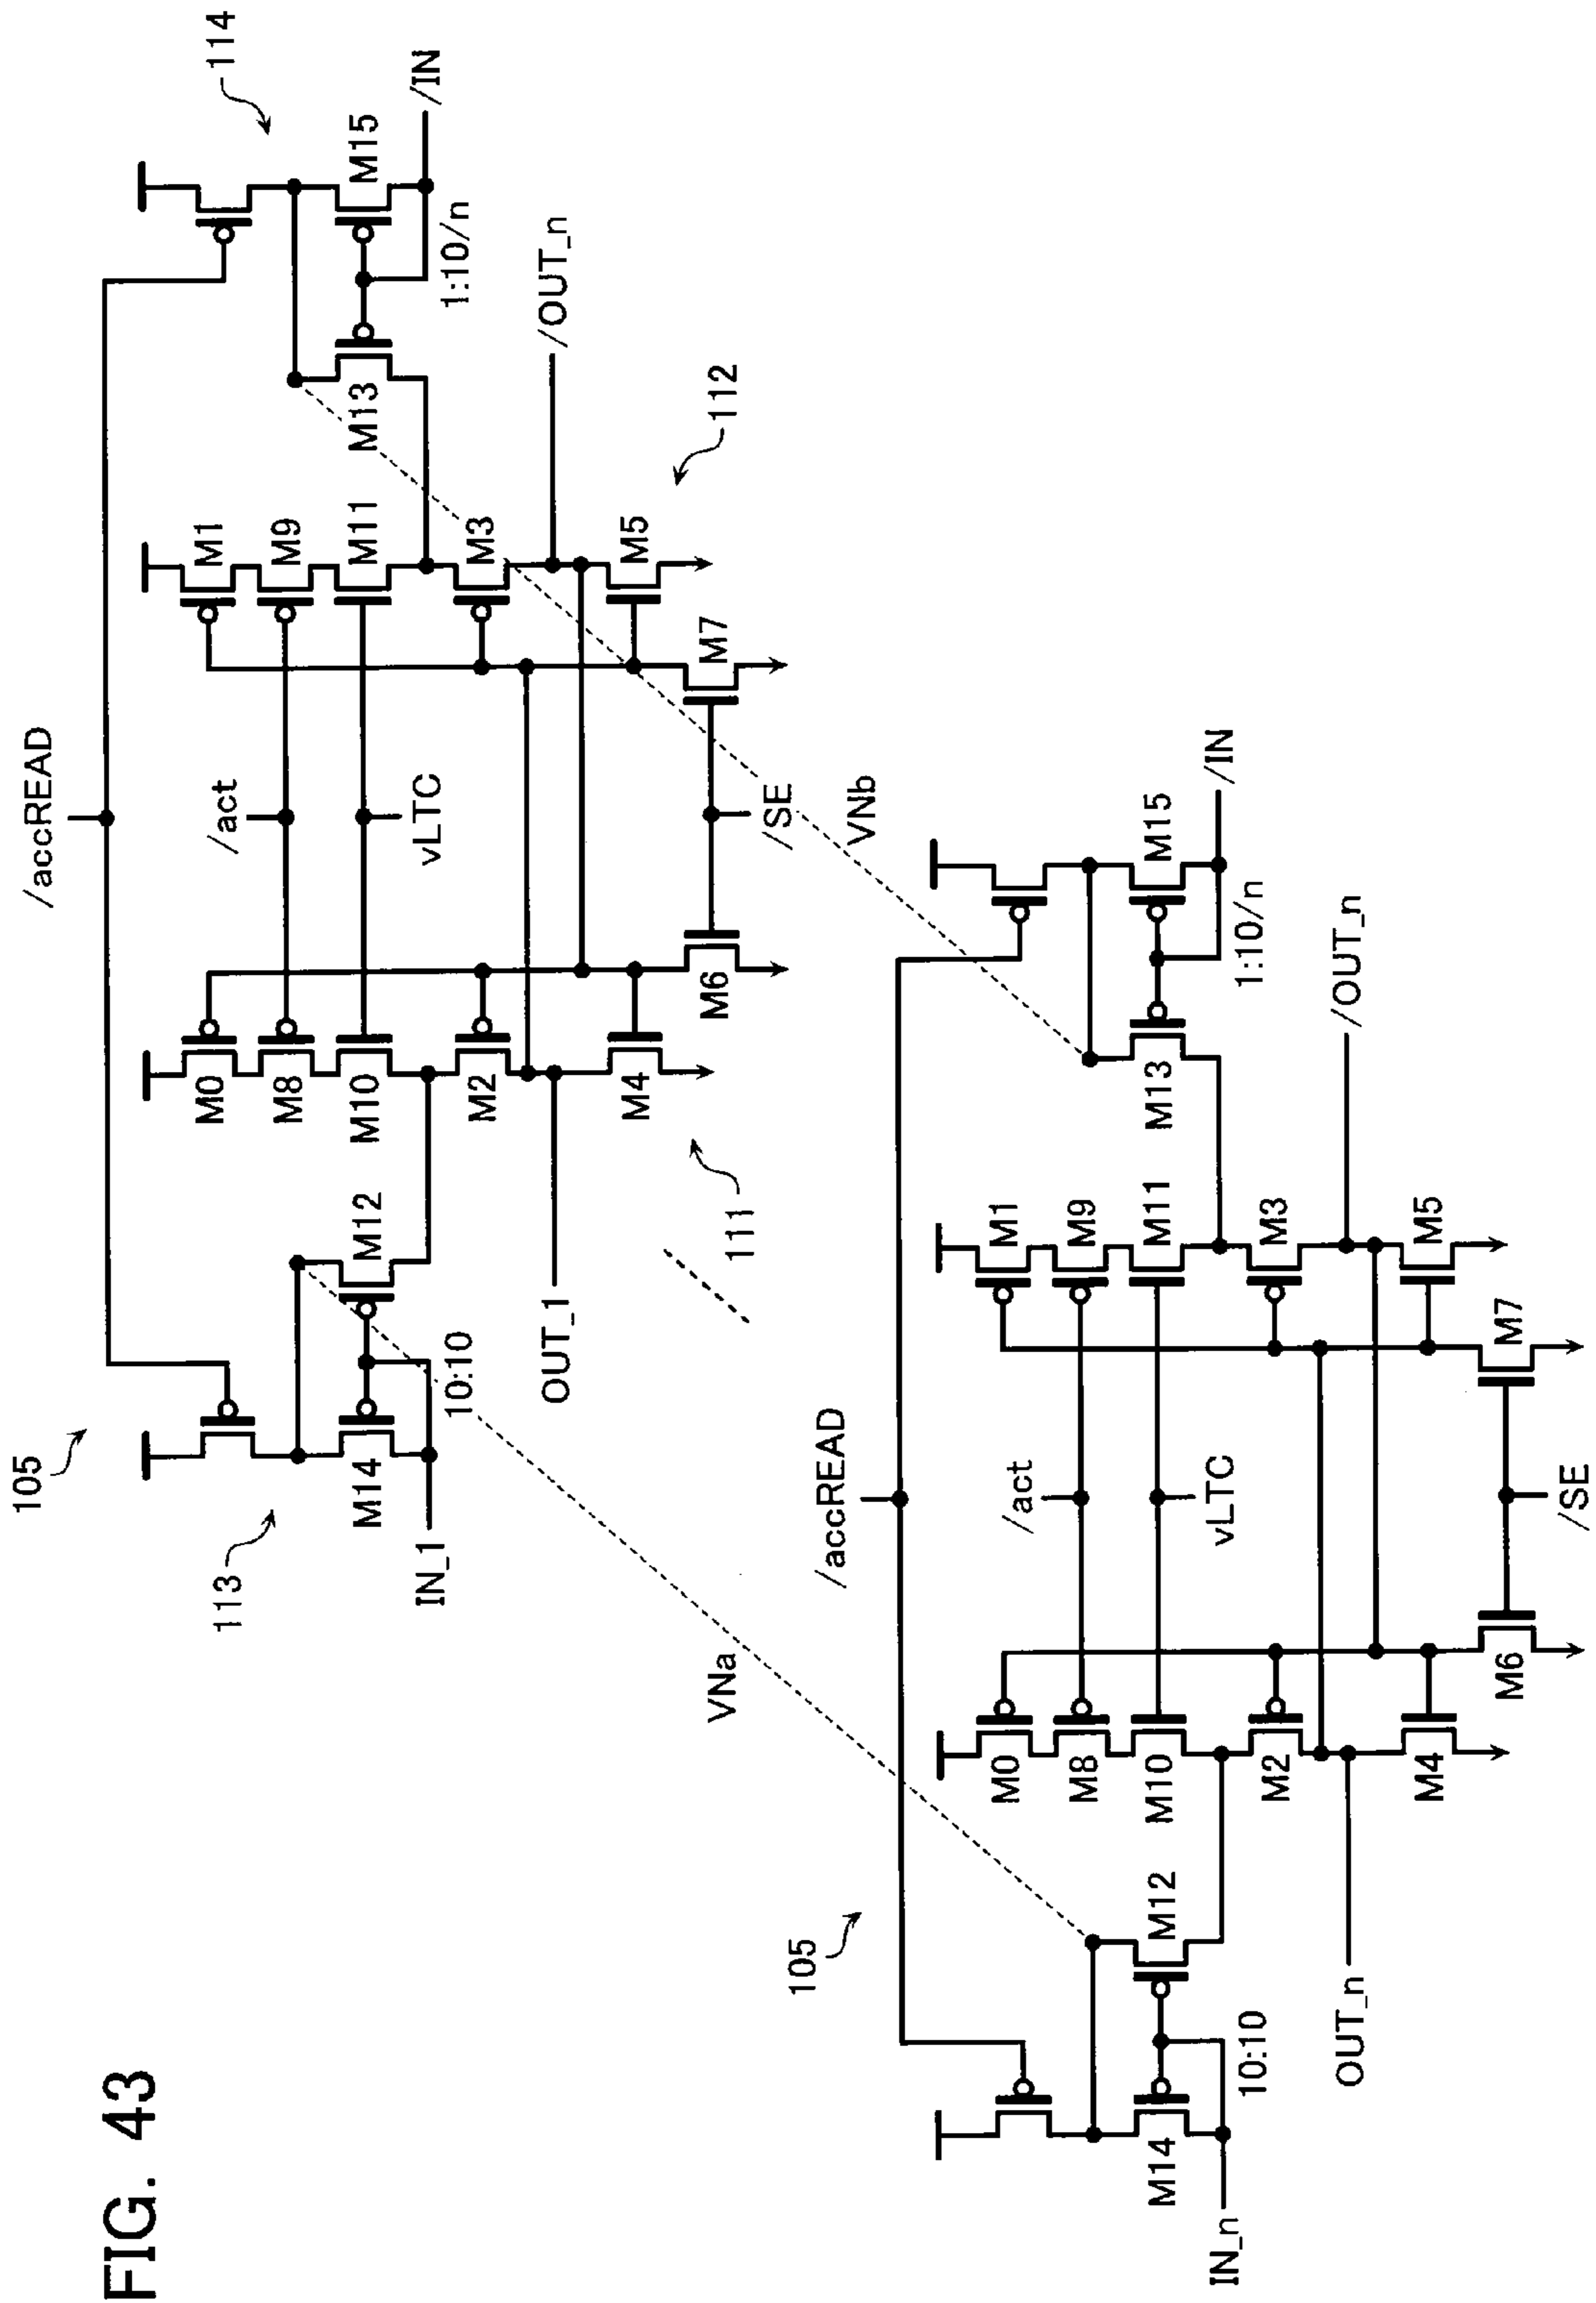 FIG. 43
105
/accREAD
114
113
M14
10:10
M12
IN_1
M0
M8
M10
M2
M4
M6
/act
vLTC
/SE
M1
M9
M11
M3
M5
M7
M13
M15
1:10/n
/IN
OUT_1
/OUT_n
111
112
VNa
VNb
105
/accREAD
M14
10:10
M12
IN_n
M0
M8
M10
M2
M4
M6
/act
vLTC
/SE
M1
M9
M11
M3
M5
M7
M13
M15
1:10/n
/IN
OUT_n
/OUT_n